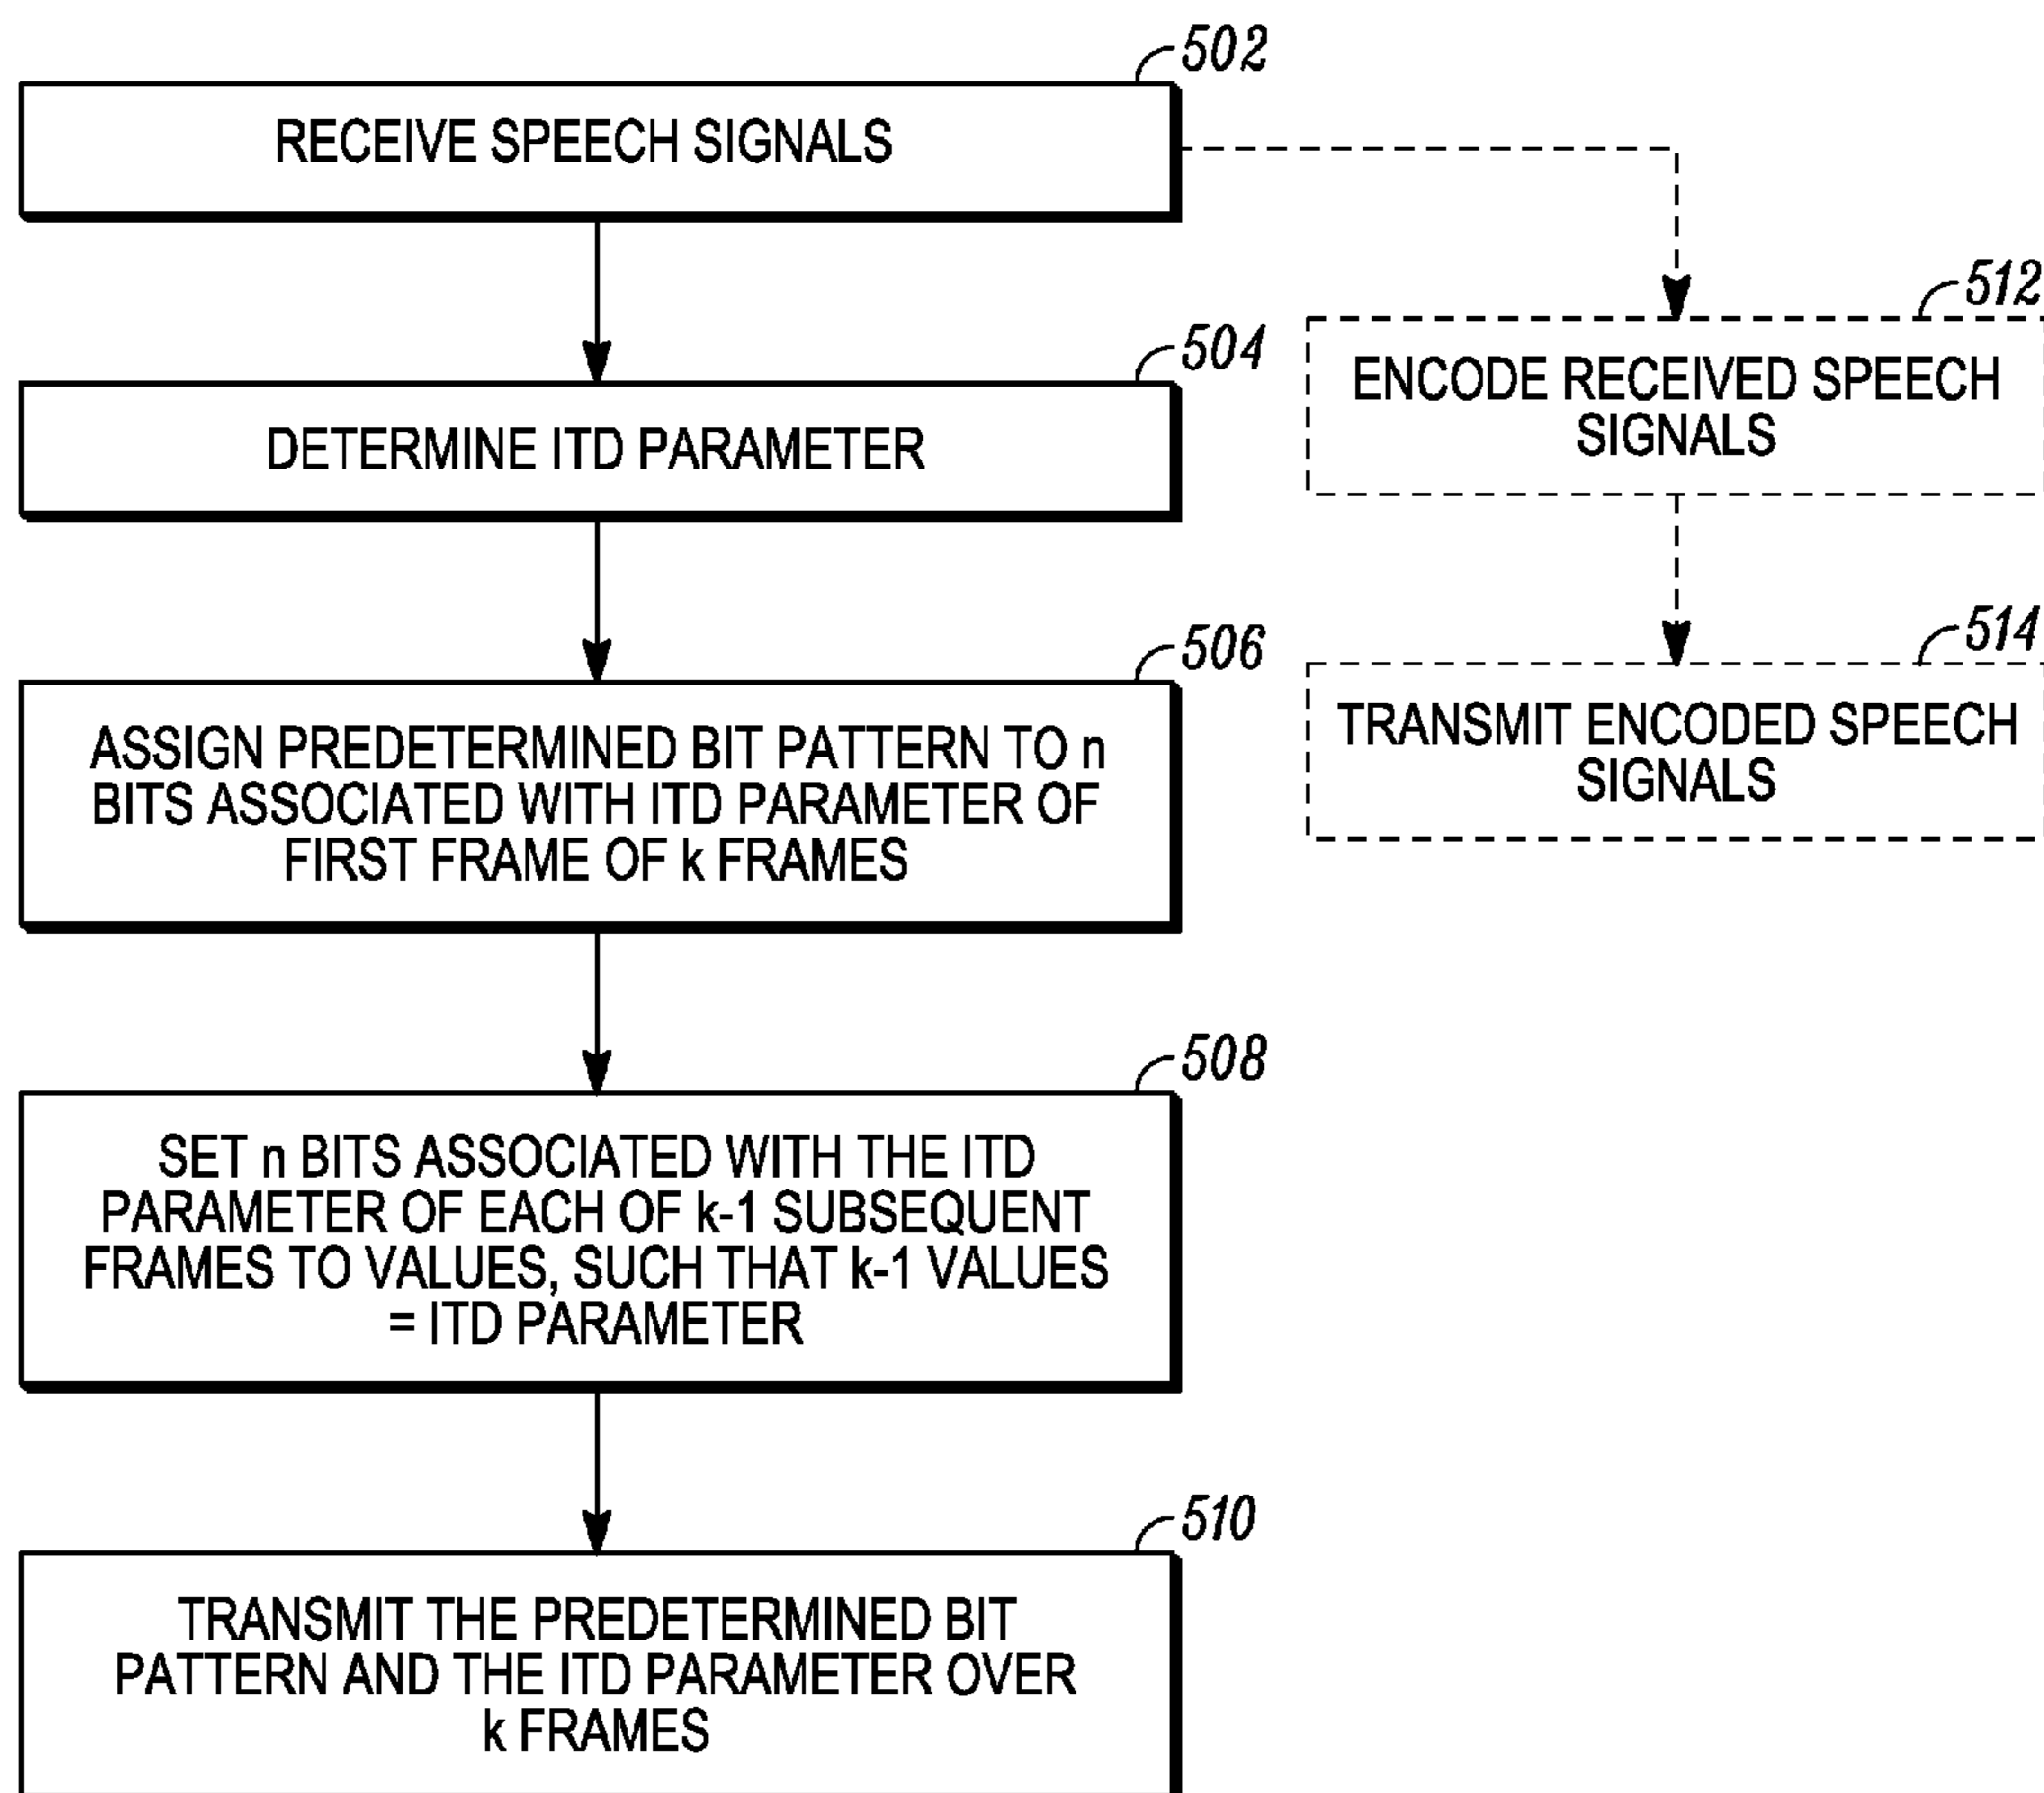 502
RECEIVE SPEECH SIGNALS
504
DETERMINE ITD PARAMETER
506
ASSIGN PREDETERMINED BIT PATTERN TO n
BITS ASSOCIATED WITH ITD PARAMETER OF
FIRST FRAME OF k FRAMES
508
SET n BITS ASSOCIATED WITH THE ITD
PARAMETER OF EACH OF k-1 SUBSEQUENT
FRAMES TO VALUES, SUCH THAT k-1 VALUES
= ITD PARAMETER
510
TRANSMIT THE PREDETERMINED BIT
PATTERN AND THE ITD PARAMETER OVER
k FRAMES
512
ENCODE RECEIVED SPEECH
SIGNALS
514
TRANSMIT ENCODED SPEECH
SIGNALS